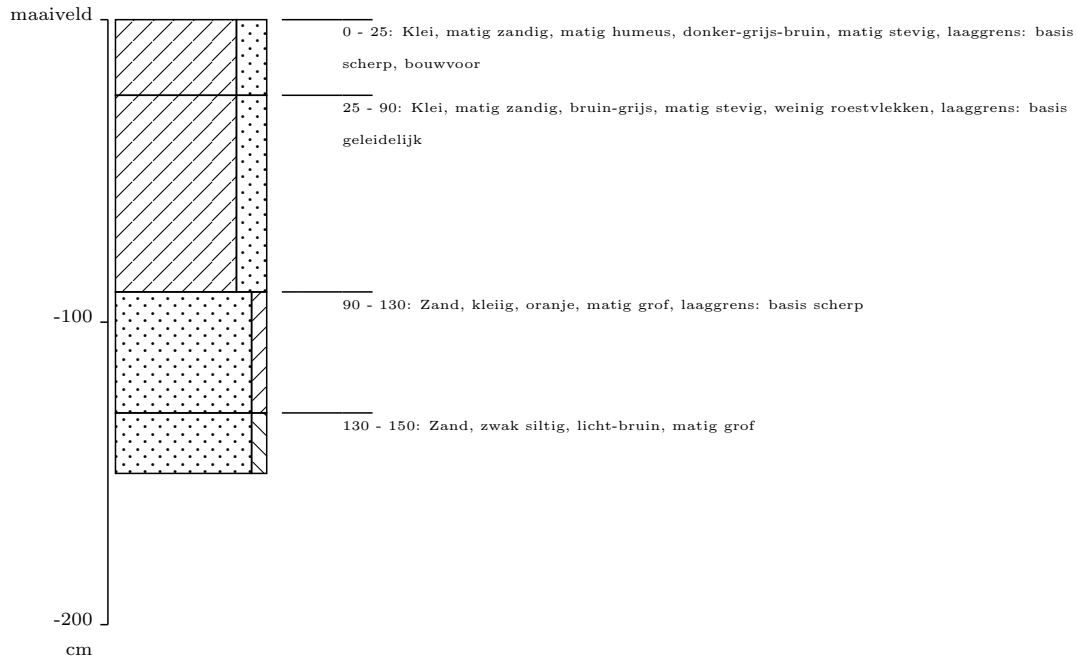 maaiveld
0 - 25: Klei, matig zandig, matig humeus, donker-grijs-bruin, matig stevig, laaggrens: basis
scherp, bouwvoor
25 - 90: Klei, matig zandig, bruin-grijs, matig stevig, weinig roestvlekken, laaggrens: basis
geleidelijk
90 - 130: Zand, kleiig, oranje, matig grof, laaggrens: basis scherp
-100
130 - 150: Zand, zwak siltig, licht-bruin, matig grof
-200
cm